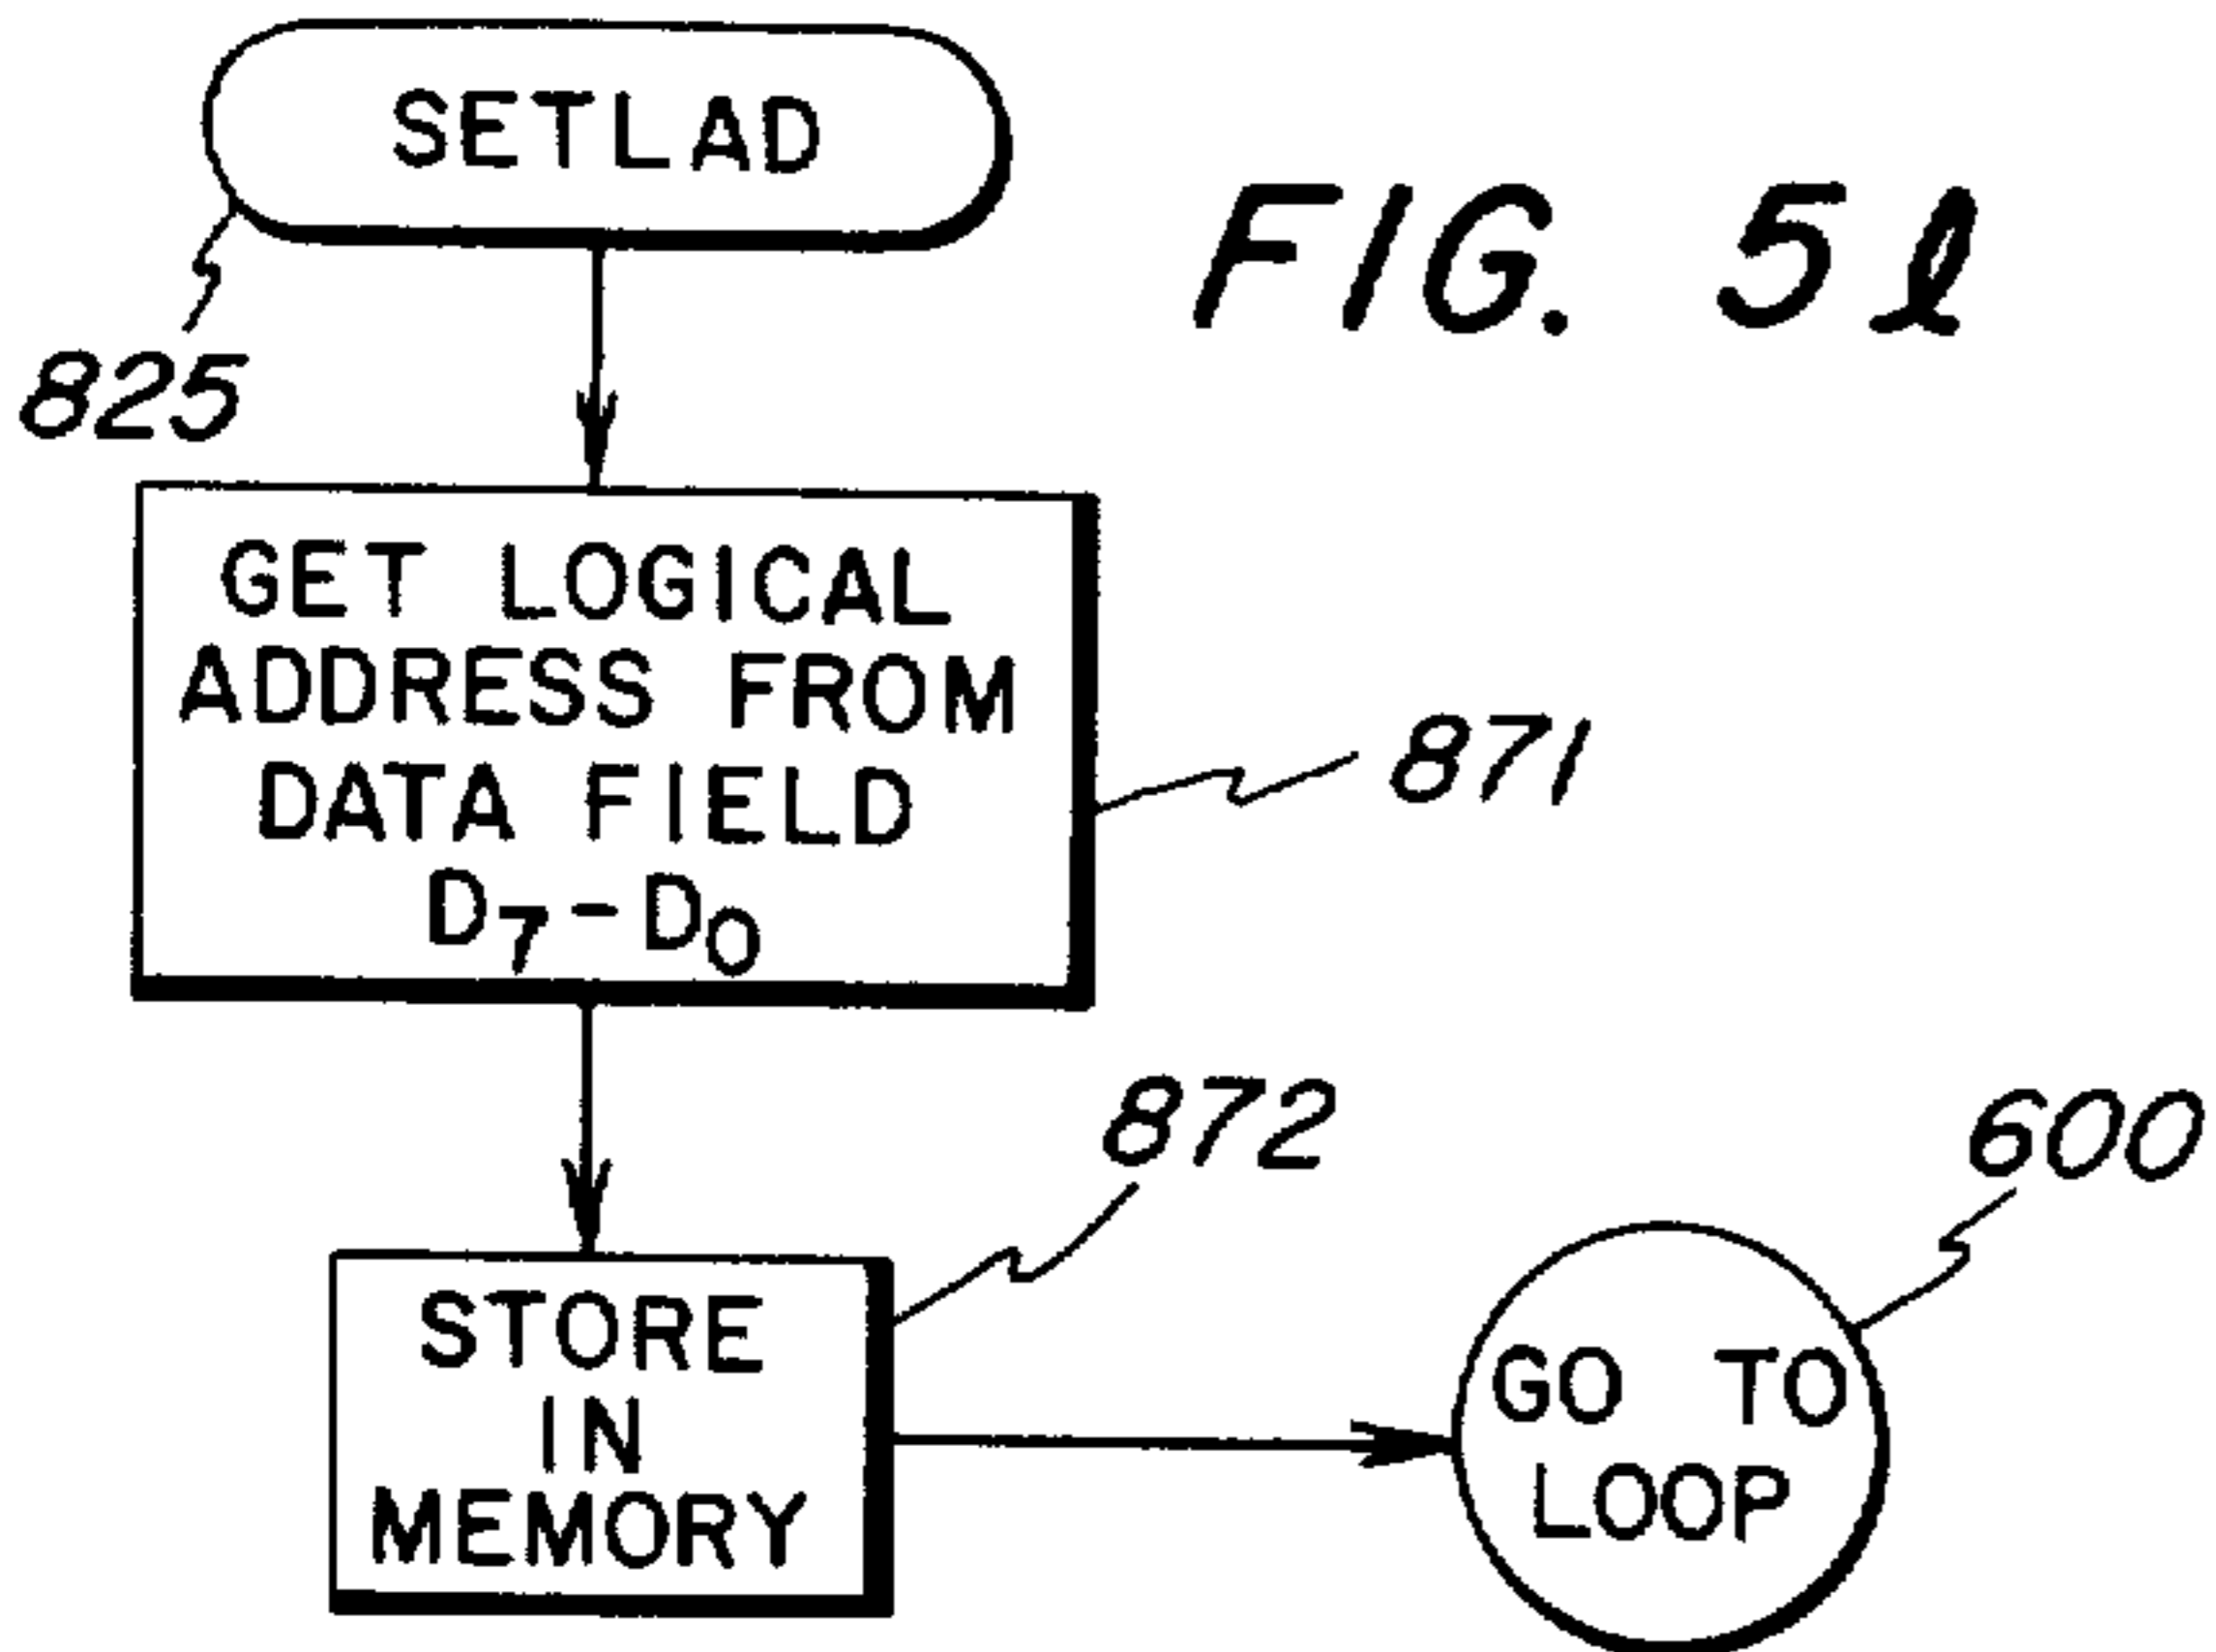 SETLAD
FIG. 5 ℓ
825
GET LOGICAL
ADDRESS FROM
DATA FIELD
D₇-D₀
871
872
600
STORE
IN
MEMORY
GO TO
LOOP